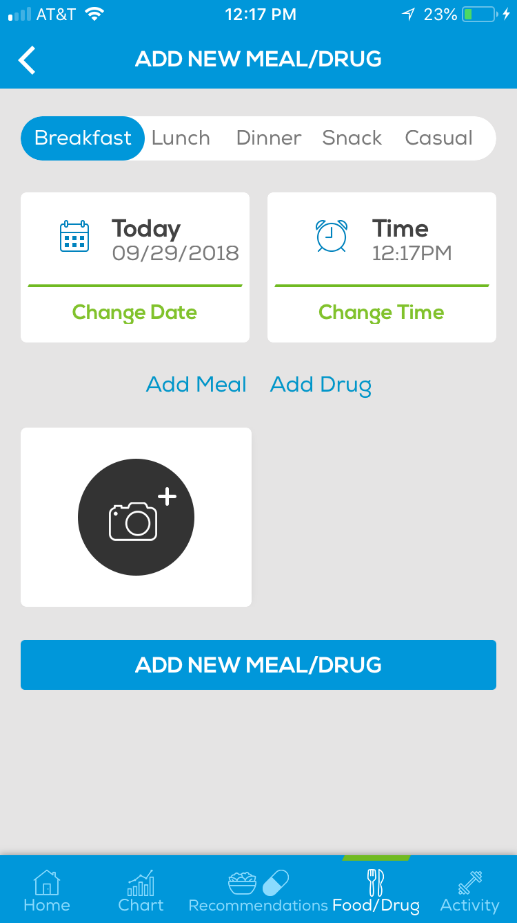 AT&T 12:17 PM 23%
ADD NEW MEAL/DRUG
Breakfast Lunch Dinner Snack Casual
Today
09/29/2018
Change Date
Time
12:17PM
Change Time
Add Meal Add Drug
ADD NEW MEAL/DRUG
Home Chart Recommendations Food/Drug Activity